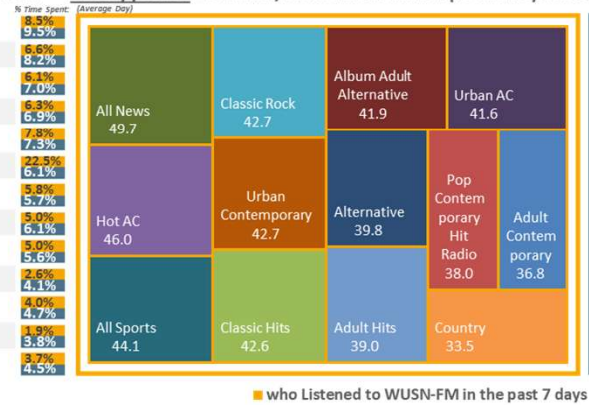 % Time Spent: (Average Day)
8.5%
9.5%
6.6%
8.2%
6.1%
7.0%
6.3%
6.9%
7.8%
7.3%
22.5%
6.1%
5.8%
5.7%
5.0%
6.1%
5.0%
5.6%
2.6%
4.1%
4.0%
4.7%
1.9%
3.8%
3.7%
4.5%
All News
49.7
Classic Rock
42.7
Album Adult
Alternative
41.9
Urban AC
41.6
Hot AC
46.0
Urban
Contemporary
42.7
Alternative
39.8
Pop
Contem
porary
Hit
Radio
38.0
Adult
Contem
porary
36.8
All Sports
44.1
Classic Hits
42.6
Adult Hits
39.0
Country
33.5
who Listened to WUSN-FM in the past 7 days